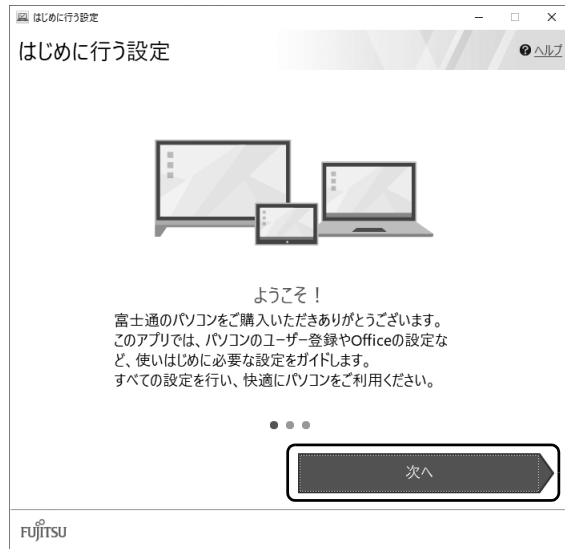 はじめに行う設定
はじめに行う設定
ヘルプ
ようこそ！
富士通のパソコンをご購入いただきありがとうございます。
このアプリでは、パソコンのユーザー登録やOfficeの設定な
ど、使いはじめに必要な設定をガイドします。
すべての設定を行い、快適にパソコンをご利用ください。
次へ
FUJITSU